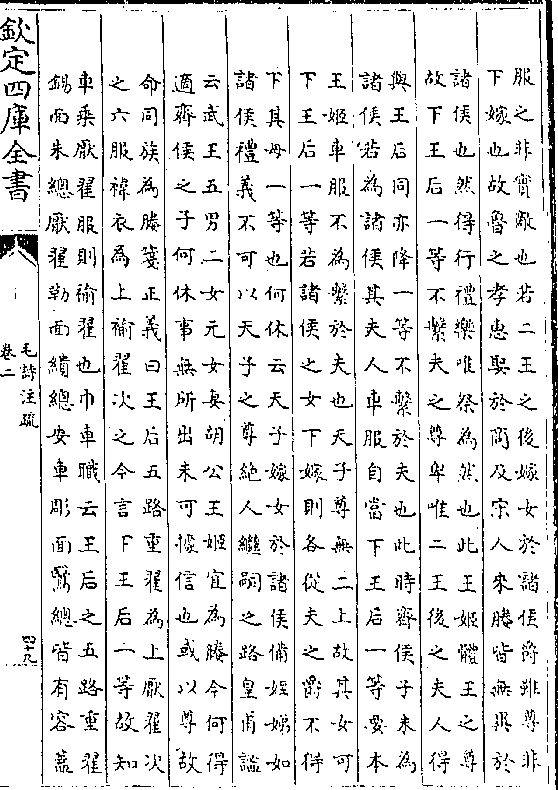 服之非實敵也若二王之後嫁女於諸侯爵雖尊非
下嫁也故魯之孝惠娶於商及宋人來媵皆無異於
諸侯也然得行禮樂唯祭為然也此王姬體王之尊
故下王后一等不繫夫之尊卑唯二王後之夫人得
與王后同亦降一等不繫於夫也此時齊侯子未為
諸侯若為諸侯其夫人車服自當下王后一等要本
王姬車服不為繫於夫也天子尊無二上故其女可
下王后一等若諸侯之女下嫁則各從夫之爵不得
下其母一等也何休云天子嫁女於諸侯備姪娣如
諸侯禮義不可以天子之尊絶人繼嗣之路皇甫謐
云武王五男二女元女妻胡公王姬宜為媵今何得
適齊侯之子何休事無所出未可據信也或以尊故
命同族為媵箋正義曰王后五路重翟為上厭翟次
之六服褘衣為上褕翟次之今言下王后一等故知
車乘厭翟服則褕翟也巾車職云王后之五路重翟
錫面朱總厭翟勒面繢總安車彫面鷖總皆有容蓋
欽定四庫全書
毛詩注疏
卷二
四十九